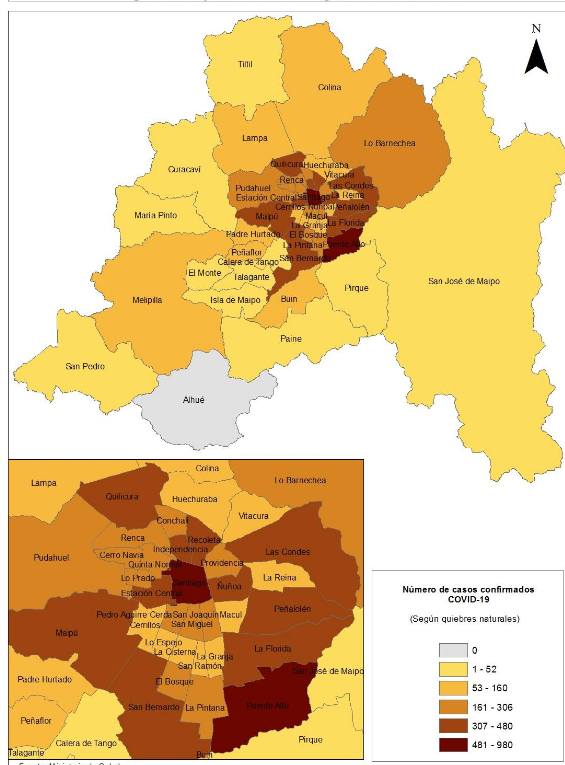 N
Tiltil
Colina
Lampa
Lo Barnechea
Quilicura
Huechuraba
Curacaví
Renca
Vitacura
Pudahuel
Las Condes
Estación Central
Santiago
La Reina
María Pinto
Cerrillos
Peñalolén
Maipú
Macul
La Granja
La Florida
Padre Hurtado
El Bosque
La Pintana
Puente Alto
Peñaflor
Calera de Tango
San Bernardo
El Monte
Talagante
San José de Maipo
Melipilla
Isla de Maipo
Buin
Pirque
Paine
San Pedro
Alhué
Colina
Lampa
Lo Barnechea
Quilicura
Huechuraba
Conchalí
Vitacura
Renca
Recoleta
Independencia
Las Condes
Pudahuel
Cerro Navia
Quinta Normal
Providencia
Lo Prado
Santiago
La Reina
Estación Central
Ñuñoa
Pedro Aguirre Cerda
San Joaquín
Macul
Peñalolén
Cerrillos
San Miguel
Maipú
Lo Espejo
La Cisterna
La Granja
La Florida
San Ramón
San José de Maipo
Padre Hurtado
El Bosque
San Bernardo
La Pintana
Puente Alto
Peñaflor
Calera de Tango
Pirque
Talagante
Buin
Número de casos confirmados
COVID-19
(Según quiebres naturales)
0
1 - 52
53 - 160
161 - 306
307 - 480
481 - 980